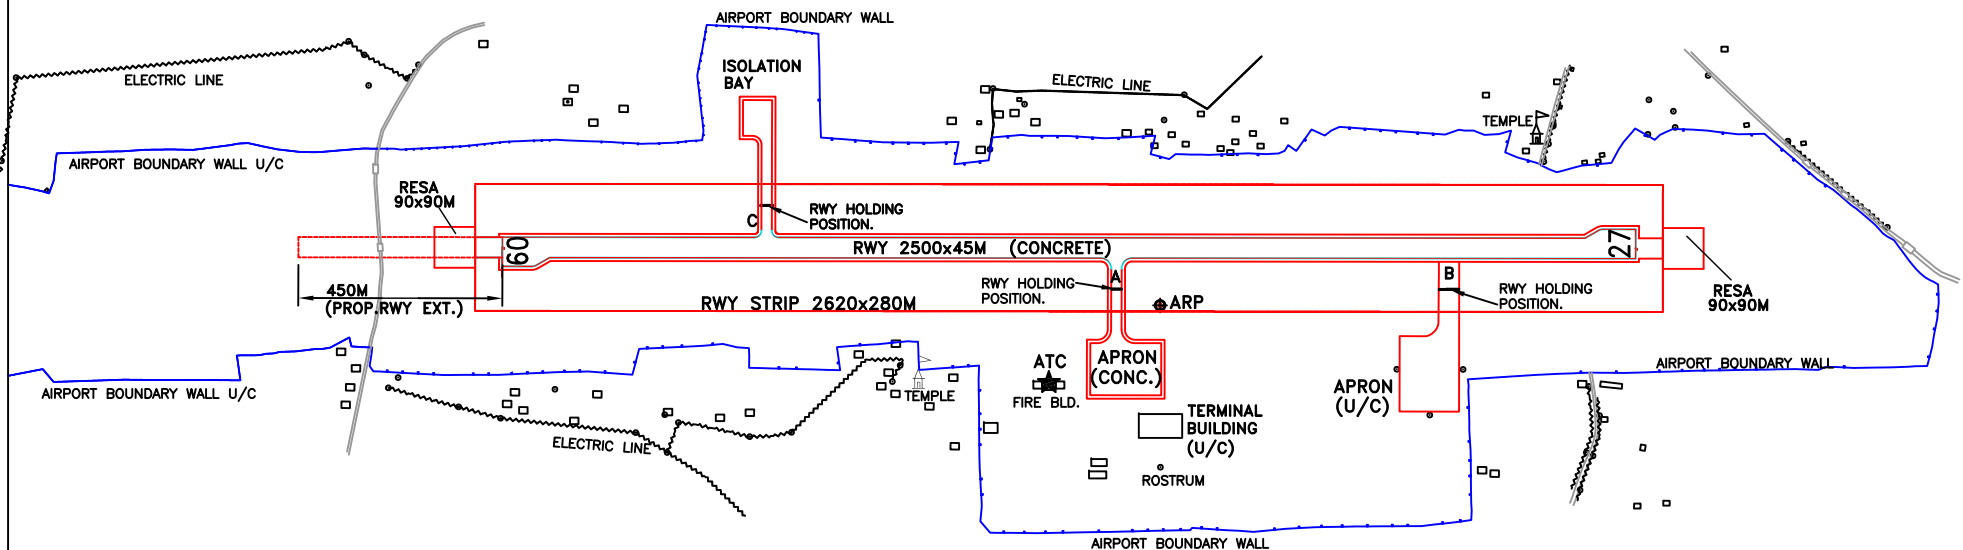 AIRPORT BOUNDARY WALL
ELECTRIC LINE
ISOLATION
BAY
ELECTRIC LINE
TEMPLE
AIRPORT BOUNDARY WALL U/C
RESA
90x90M
C
RWY HOLDING
POSITION.
09
RWY 2500x45M (CONCRETE)
27
450M
(PROP.RWY EXT.)
RWY STRIP 2620x280M
RWY HOLDING
POSITION.
A
ARP
B
RWY HOLDING
POSITION.
RESA
90x90M
AIRPORT BOUNDARY WALL U/C
ELECTRIC LINE
TEMPLE
ATC
FIRE BLD.
APRON
(CONC.)
APRON
(U/C)
AIRPORT BOUNDARY WALL
TERMINAL
BUILDING
(U/C)
ROSTRUM
AIRPORT BOUNDARY WALL